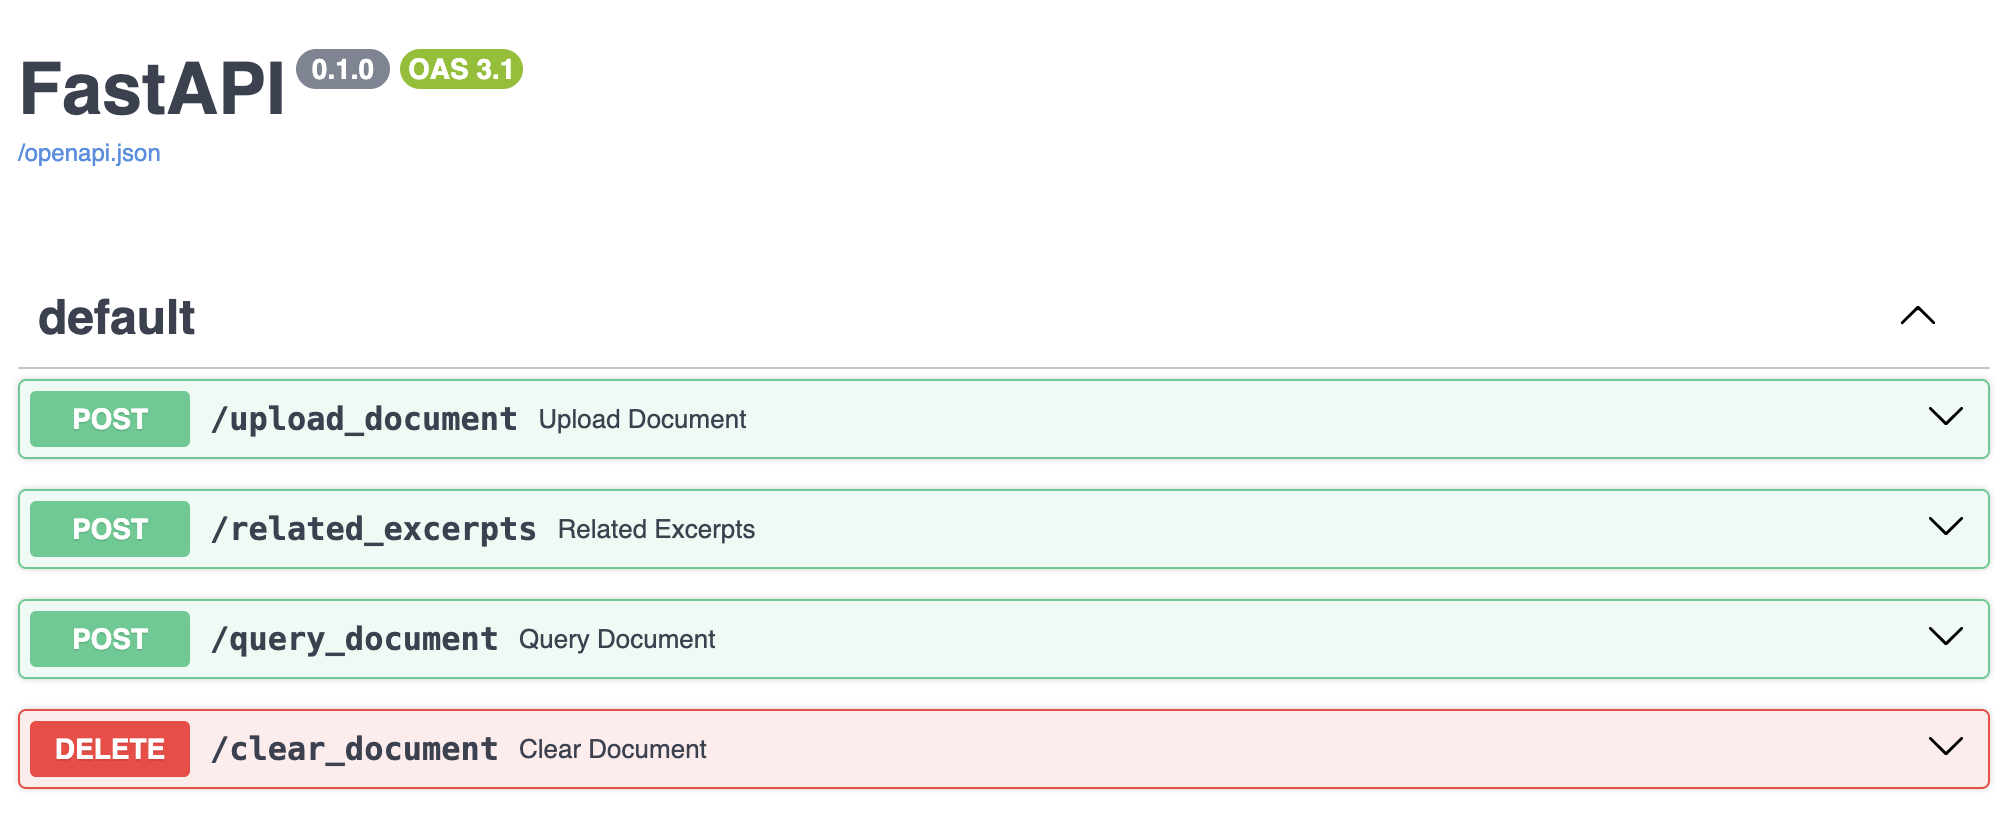 FastAPI 0.1.0 OAS 3.1
/openapi.json
default
POST /upload_document Upload Document
POST /related_excerpts Related Excerpts
POST /query_document Query Document
DELETE /clear_document Clear Document